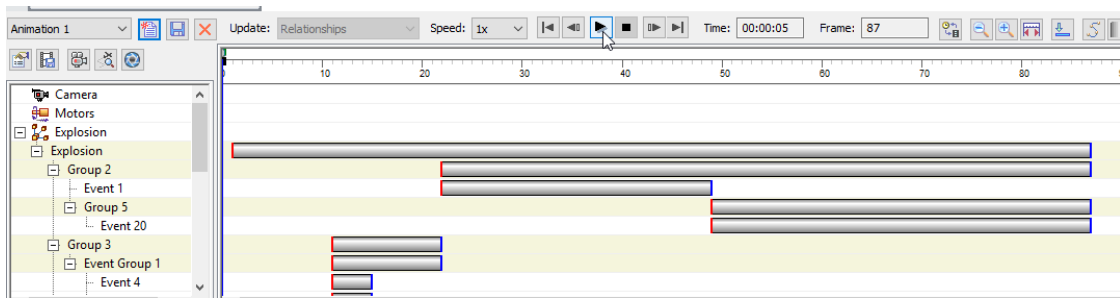 Animation 1 Update: Relationships Speed: 1x Time: 00:00:05 Frame: 87
0 10 20 30 40 50 60 70 80
Camera
Motors
Explosion
Explosion
Group 2
Event 1
Group 5
Event 20
Group 3
Event Group 1
Event 4